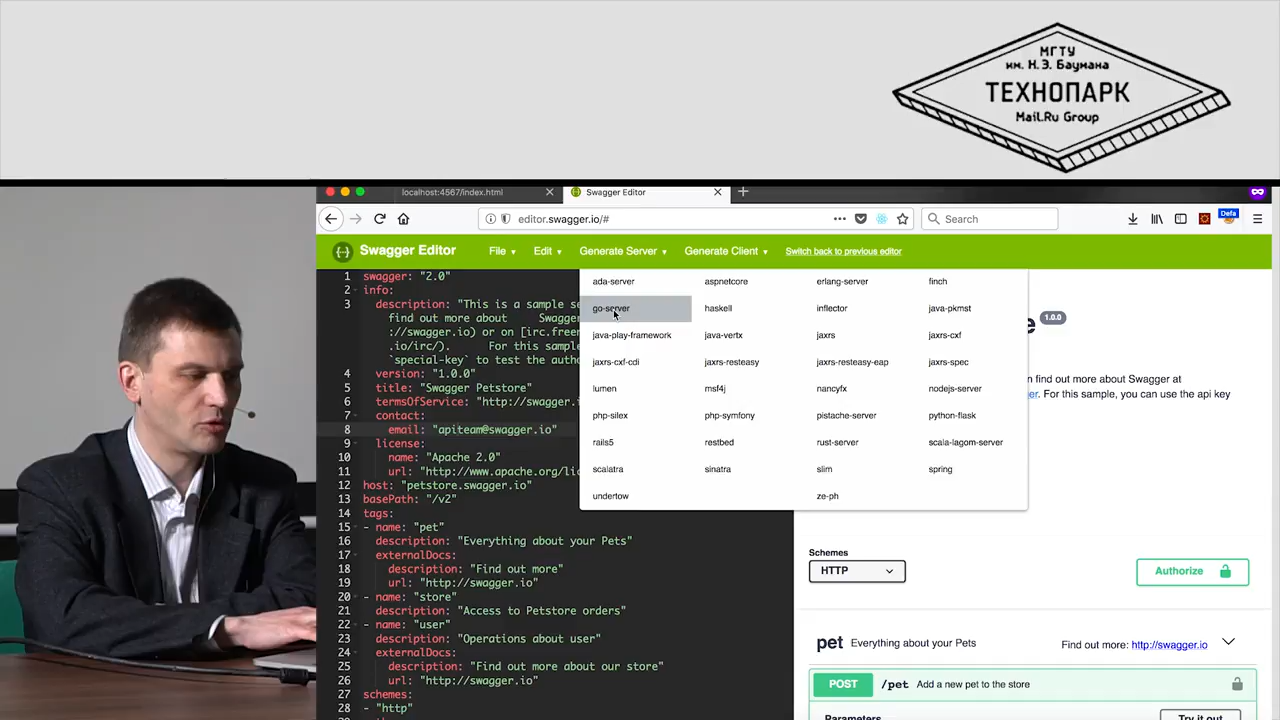 МГТУ
им. Н.Э. Баумана
ТЕХНОПАРК
Mail.Ru Group
localhost:4567/index.html
Swagger Editor
editor.swagger.io/#
Search
Defa
Swagger Editor
File
Edit
Generate Server
Generate Client
Switch back to previous editor
ada-server aspnetcore erlang-server finch
go-server haskell inflector java-pkmst
java-play-framework java-vertx jaxrs jaxrs-cxf
jaxrs-cxf-cdi jaxrs-resteasy jaxrs-resteasy-eap jaxrs-spec
lumen msf4j nancyfx nodejs-server
php-silex php-symfony pistache-server python-flask
rails5 restbed rust-server scala-lagom-server
scalatra sinatra slim spring
undertow ze-ph
1 swagger: "2.0"
2 info:
3 description: "This is a sample se
find out more about Swagger
://swagger.io) or on [irc.free
.io/irc/). For this sample
`special-key` to test the autho
4 version: "1.0.0"
5 title: "Swagger Petstore"
6 termsOfService: "http://swagger.i
7 contact:
8 email: "apiteam@swagger.io"
9 license:
10 name: "Apache 2.0"
11 url: "http://www.apache.org/lic
12 host: "petstore.swagger.io"
13 basePath: "/v2"
14 tags:
15 - name: "pet"
16 description: "Everything about your Pets"
17 externalDocs:
18 description: "Find out more"
19 url: "http://swagger.io"
20 - name: "store"
21 description: "Access to Petstore orders"
22 - name: "user"
23 description: "Operations about user"
24 externalDocs:
25 description: "Find out more about our store"
26 url: "http://swagger.io"
27 schemes:
28 - "http"
e 1.0.0
n find out more about Swagger at
er. For this sample, you can use the api key
Schemes
HTTP
Authorize
pet Everything about your Pets
Find out more: http://swagger.io
POST /pet Add a new pet to the store
Parameters
Try it out